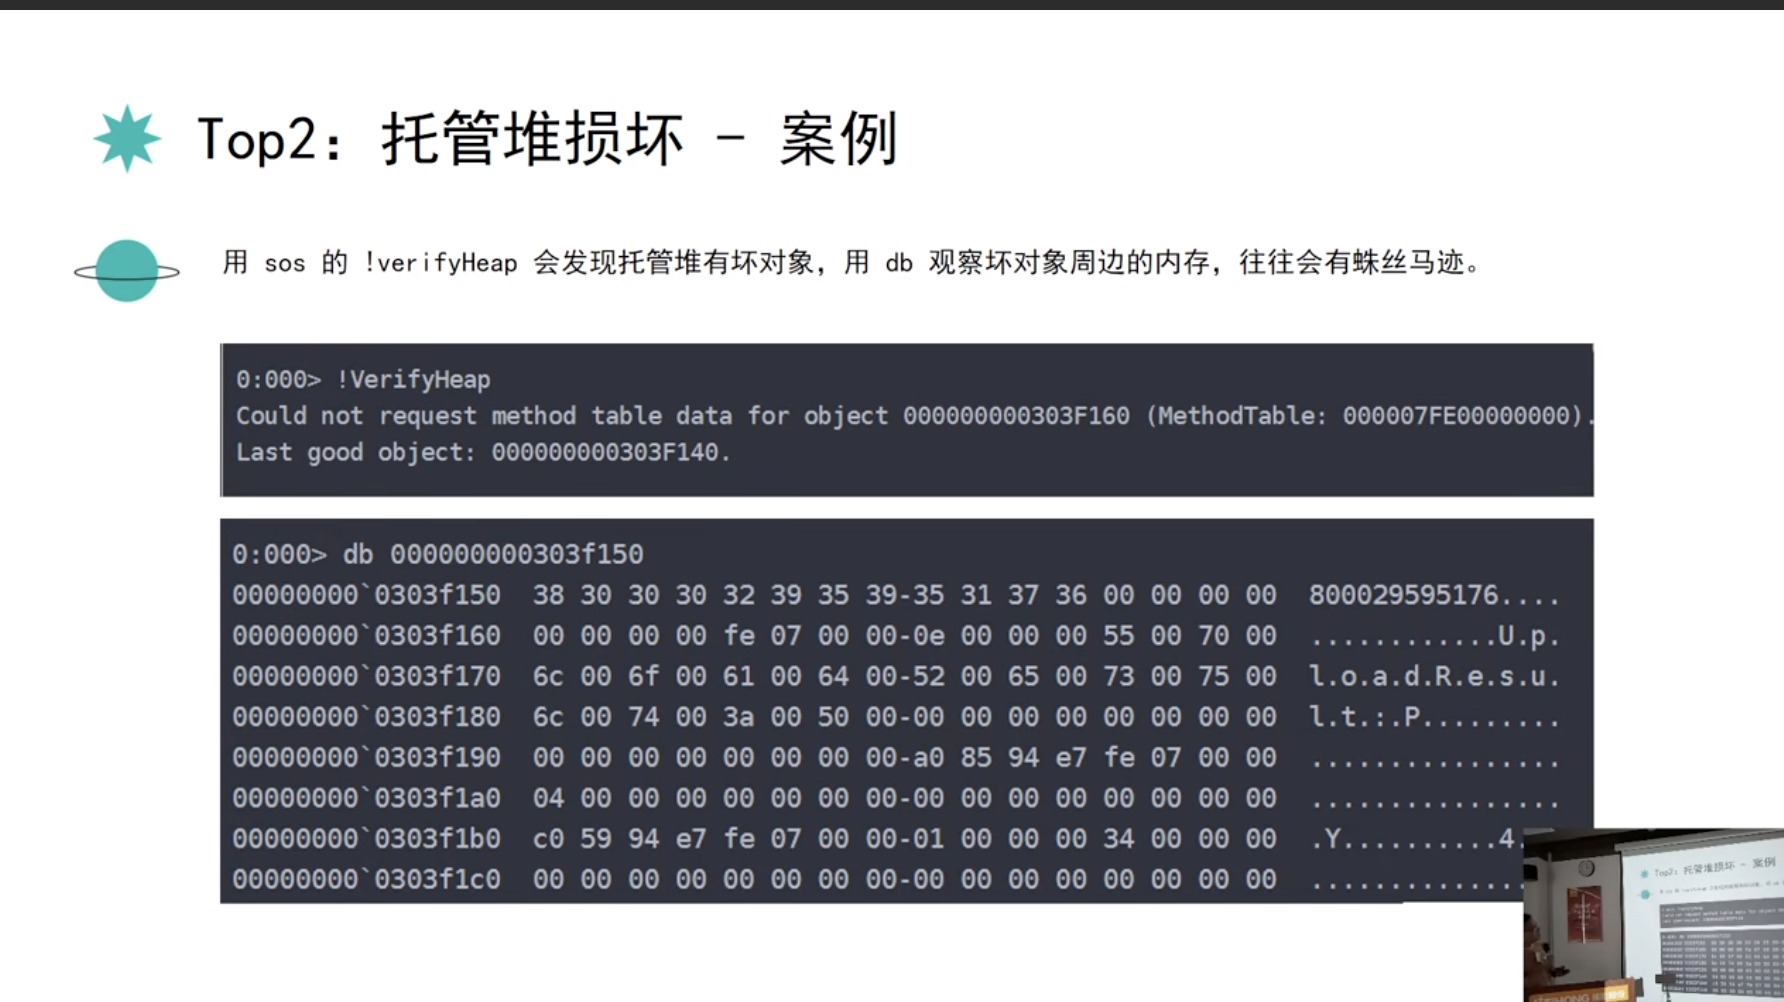 Top2：托管堆损坏 - 案例
用 sos 的 !verifyHeap 会发现托管堆有坏对象，用 db 观察坏对象周边的内存，往往会有蛛丝马迹。
0:000> !VerifyHeap
Could not request method table data for object 000000000303F160 (MethodTable: 000007FE00000000).
Last good object: 000000000303F140.
0:000> db 000000000303f150
00000000`0303f150  38 30 30 30 32 39 35 39-35 31 37 36 00 00 00 00  800029595176....
00000000`0303f160  00 00 00 00 fe 07 00 00-0e 00 00 00 55 00 70 00  ............U.p.
00000000`0303f170  6c 00 6f 00 61 00 64 00-52 00 65 00 73 00 75 00  l.o.a.d.R.e.s.u.
00000000`0303f180  6c 00 74 00 3a 00 50 00-00 00 00 00 00 00 00 00  l.t.:.P.........
00000000`0303f190  00 00 00 00 00 00 00 00-a0 85 94 e7 fe 07 00 00  ................
00000000`0303f1a0  04 00 00 00 00 00 00 00-00 00 00 00 00 00 00 00  ................
00000000`0303f1b0  c0 59 94 e7 fe 07 00 00-01 00 00 00 34 00 00 00  .Y..........4.
00000000`0303f1c0  00 00 00 00 00 00 00 00-00 00 00 00 00 00 00 00  ..............
Top2：托管堆损坏 - 案例